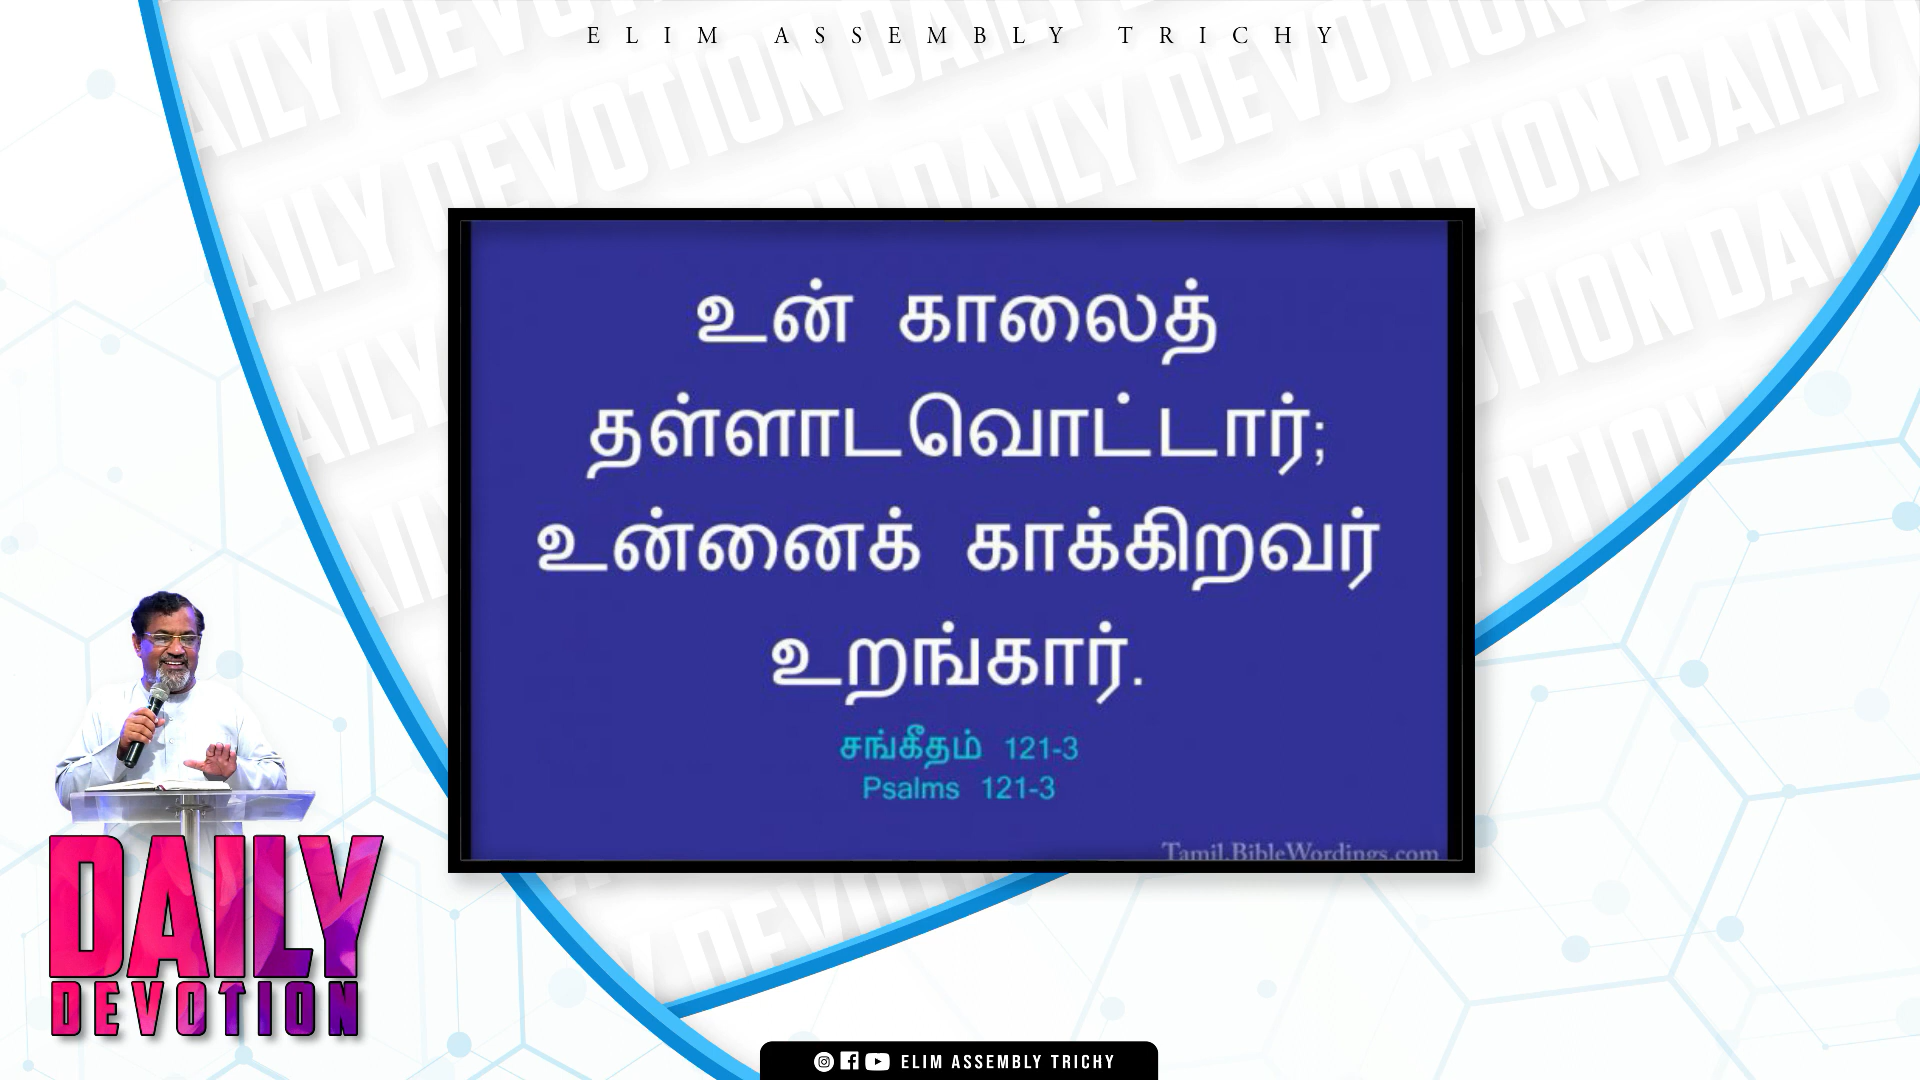 ELIM ASSEMBLY TRICHY
உன் காலைத்
தள்ளாடவொட்டார்;
உன்னைக் காக்கிறவர்
உறங்கார்.
சங்கீதம் 121-3
Psalms 121-3
Tamil.BibleWordings.com
DAILY
DEVOTION
ELIM ASSEMBLY TRICHY